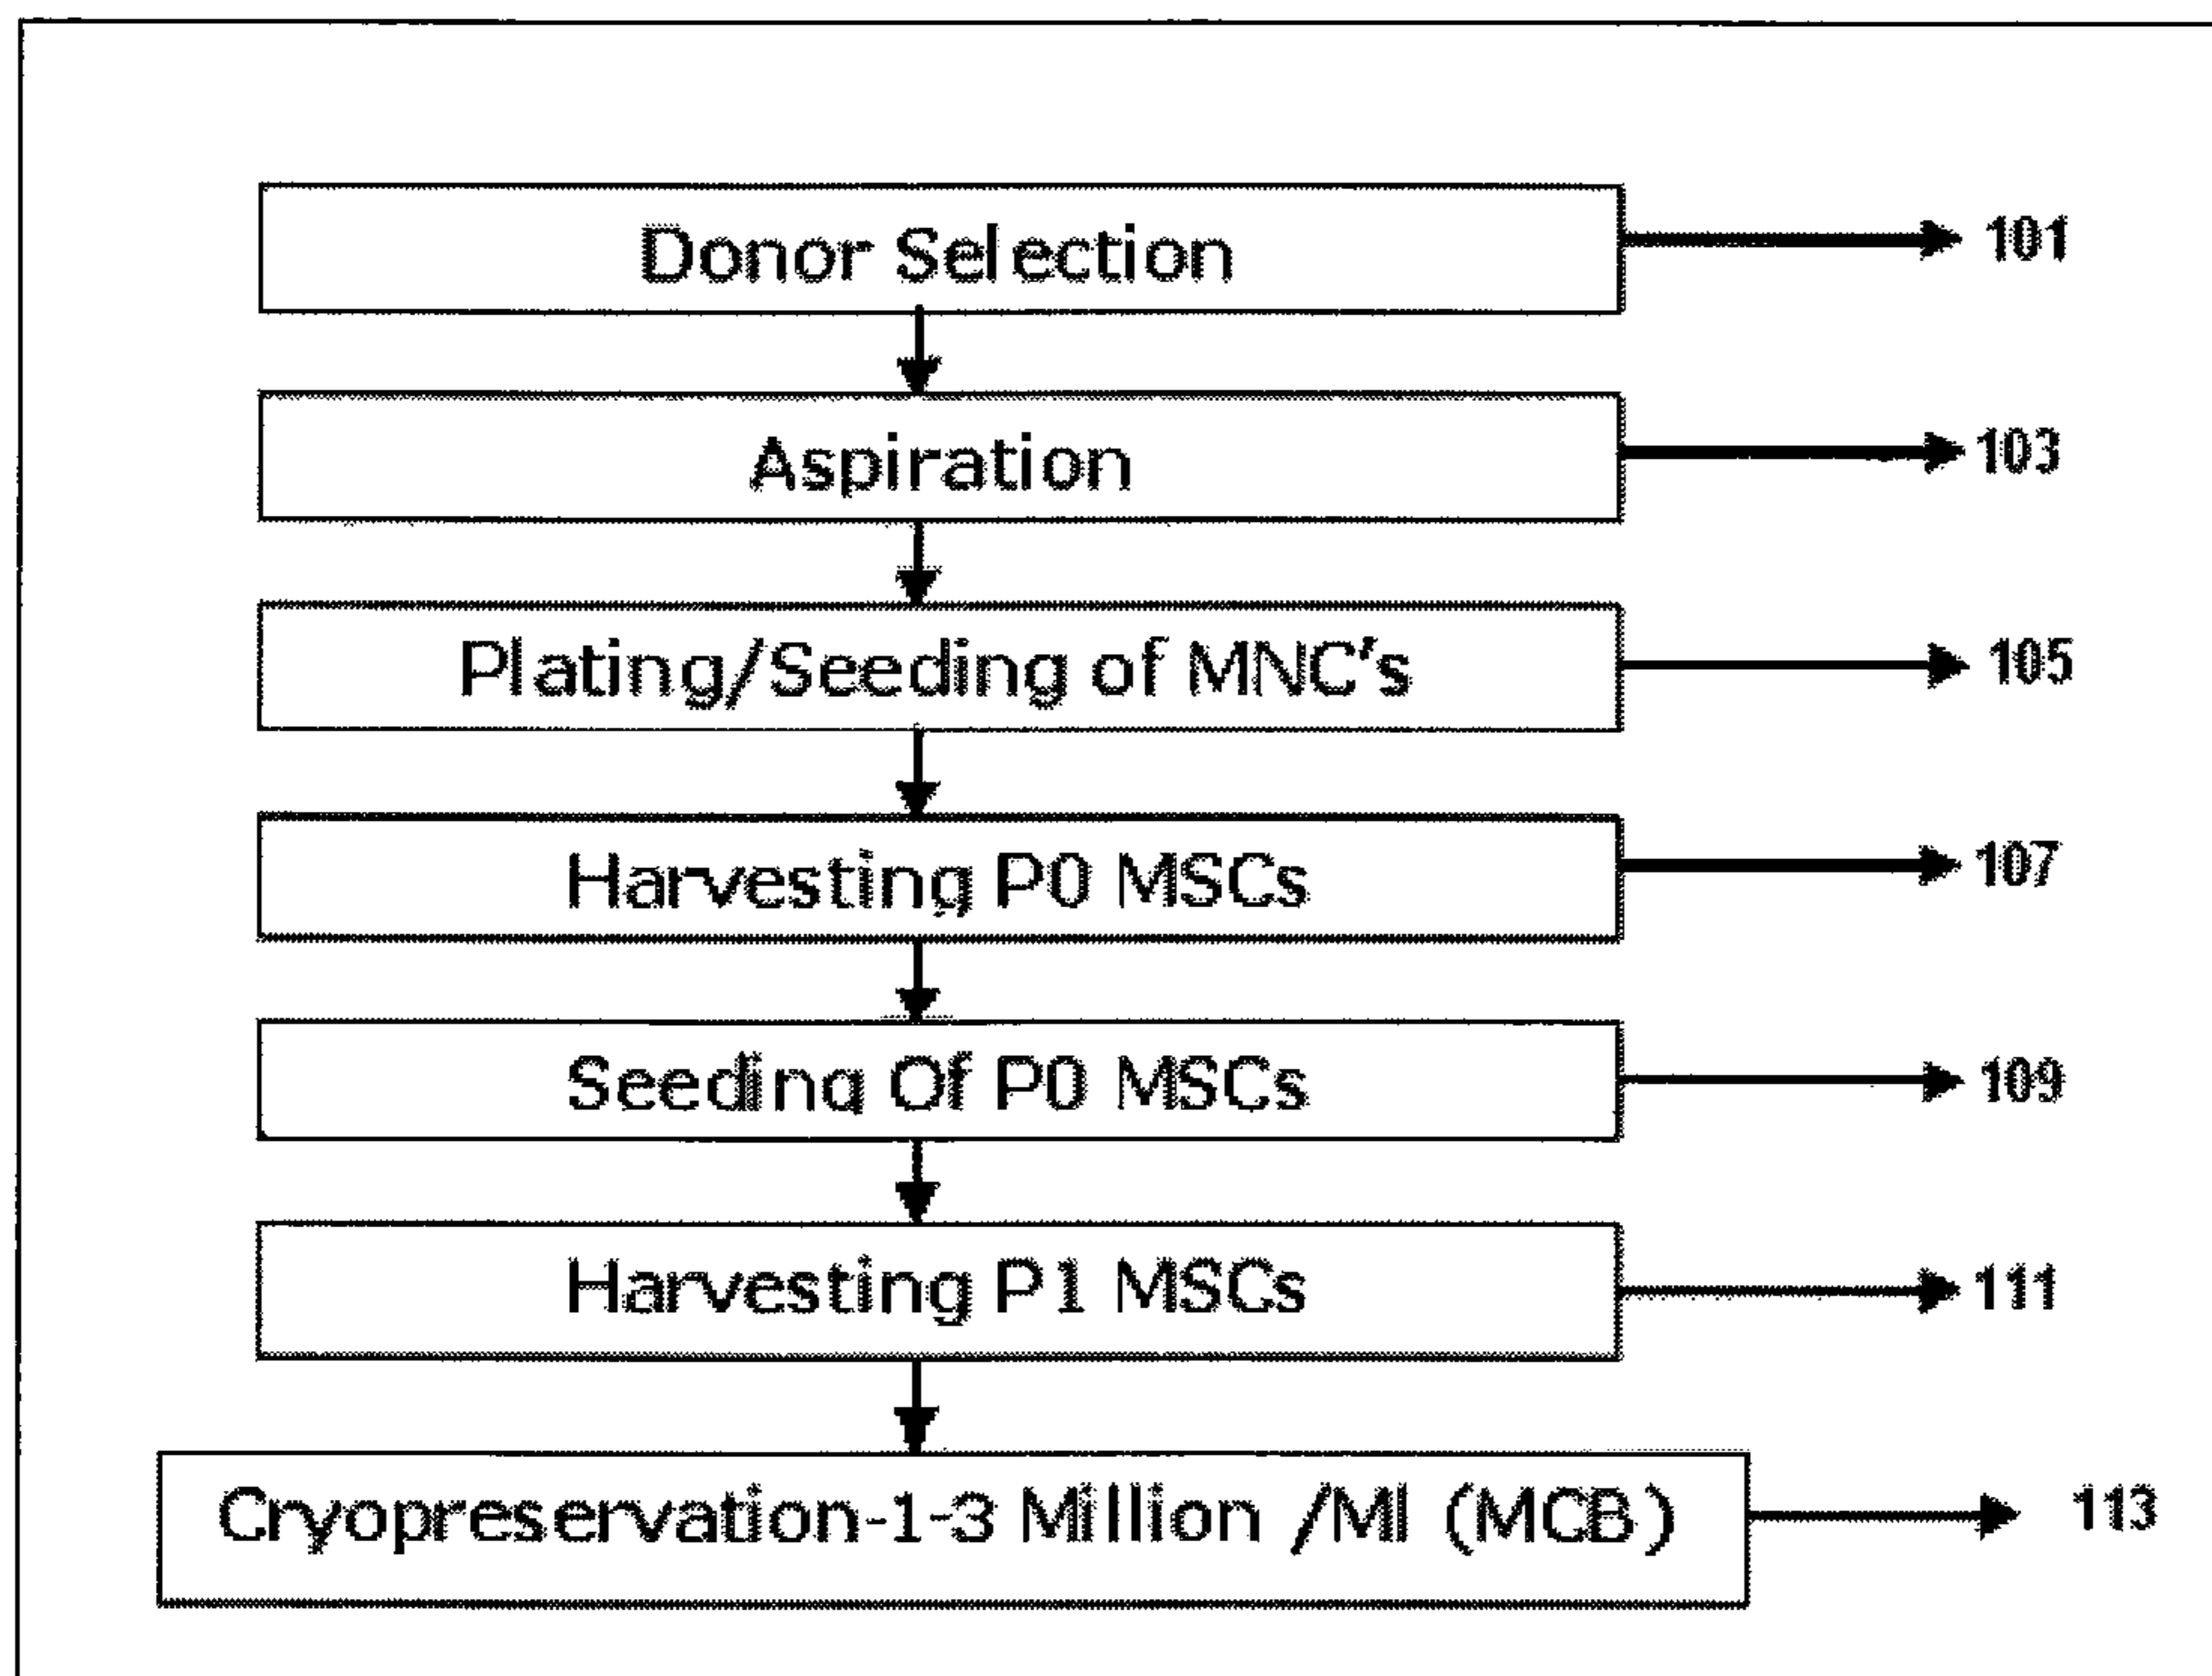 Donor Selection 101
Aspiration 103
Plating/Seeding of MNC's 105
Harvesting P0 MSCs 107
Seeding Of P0 MSCs 109
Harvesting P1 MSCs 111
Cryopreservation-1-3 Million /Ml (MCB) 113